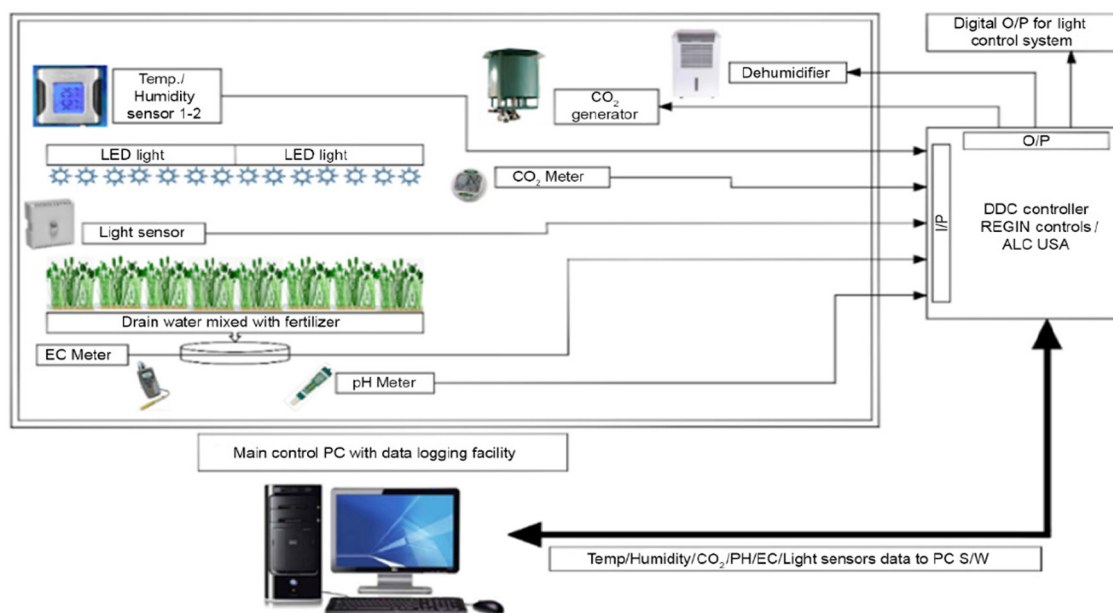 Digital O/P for light
control system
Temp./
Humidity
sensor 1-2
CO₂
generator
Dehumidifier
O/P
LED light
LED light
CO₂ Meter
I/P
DDC controller
REGIN controls /
ALC USA
Light sensor
Drain water mixed with fertilizer
EC Meter
pH Meter
Main control PC with data logging facility
Temp/Humidity/CO₂/PH/EC/Light sensors data to PC S/W